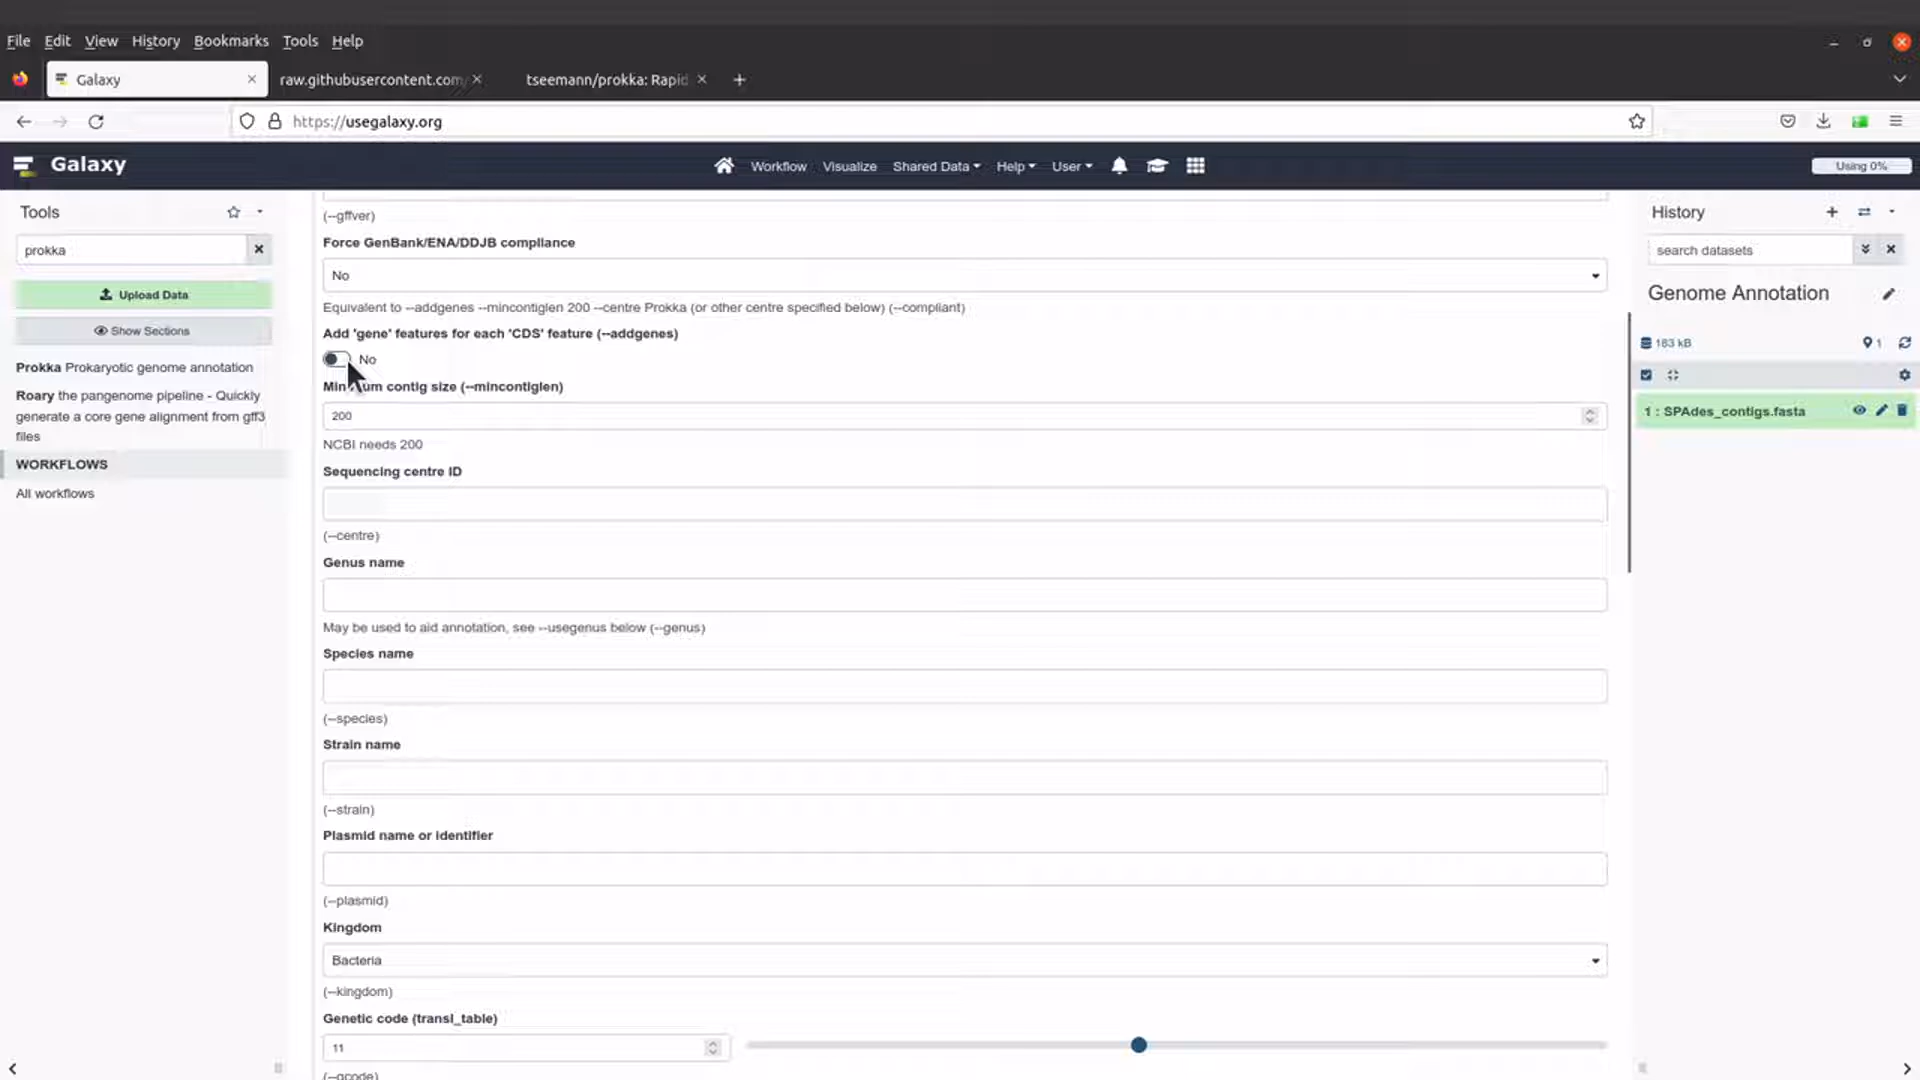 File Edit View History Bookmarks Tools Help
Galaxy
raw.githubusercontent.com/
tseemann/prokka: Rapid
https://usegalaxy.org
Galaxy
Workflow Visualize Shared Data Help User
Using 0%
Tools
prokka
Upload Data
Show Sections
Prokka Prokaryotic genome annotation
Roary the pangenome pipeline - Quickly
generate a core gene alignment from gff3
files
WORKFLOWS
All workflows
(--gffver)
Force GenBank/ENA/DDJB compliance
No
Equivalent to --addgenes --mincontiglen 200 --centre Prokka (or other centre specified below) (--compliant)
Add 'gene' features for each 'CDS' feature (--addgenes)
No
contig size (--mincontiglen)
200
NCBI needs 200
Sequencing centre ID
(--centre)
Genus name
May be used to aid annotation, see --usegenus below (--genus)
Species name
(--species)
Strain name
(--strain)
Plasmid name or identifier
(--plasmid)
Kingdom
Bacteria
(--kingdom)
Genetic code (transl_table)
11
(--gcode)
History
search datasets
Genome Annotation
183 kB
1
1 : SPAdes_contigs.fasta